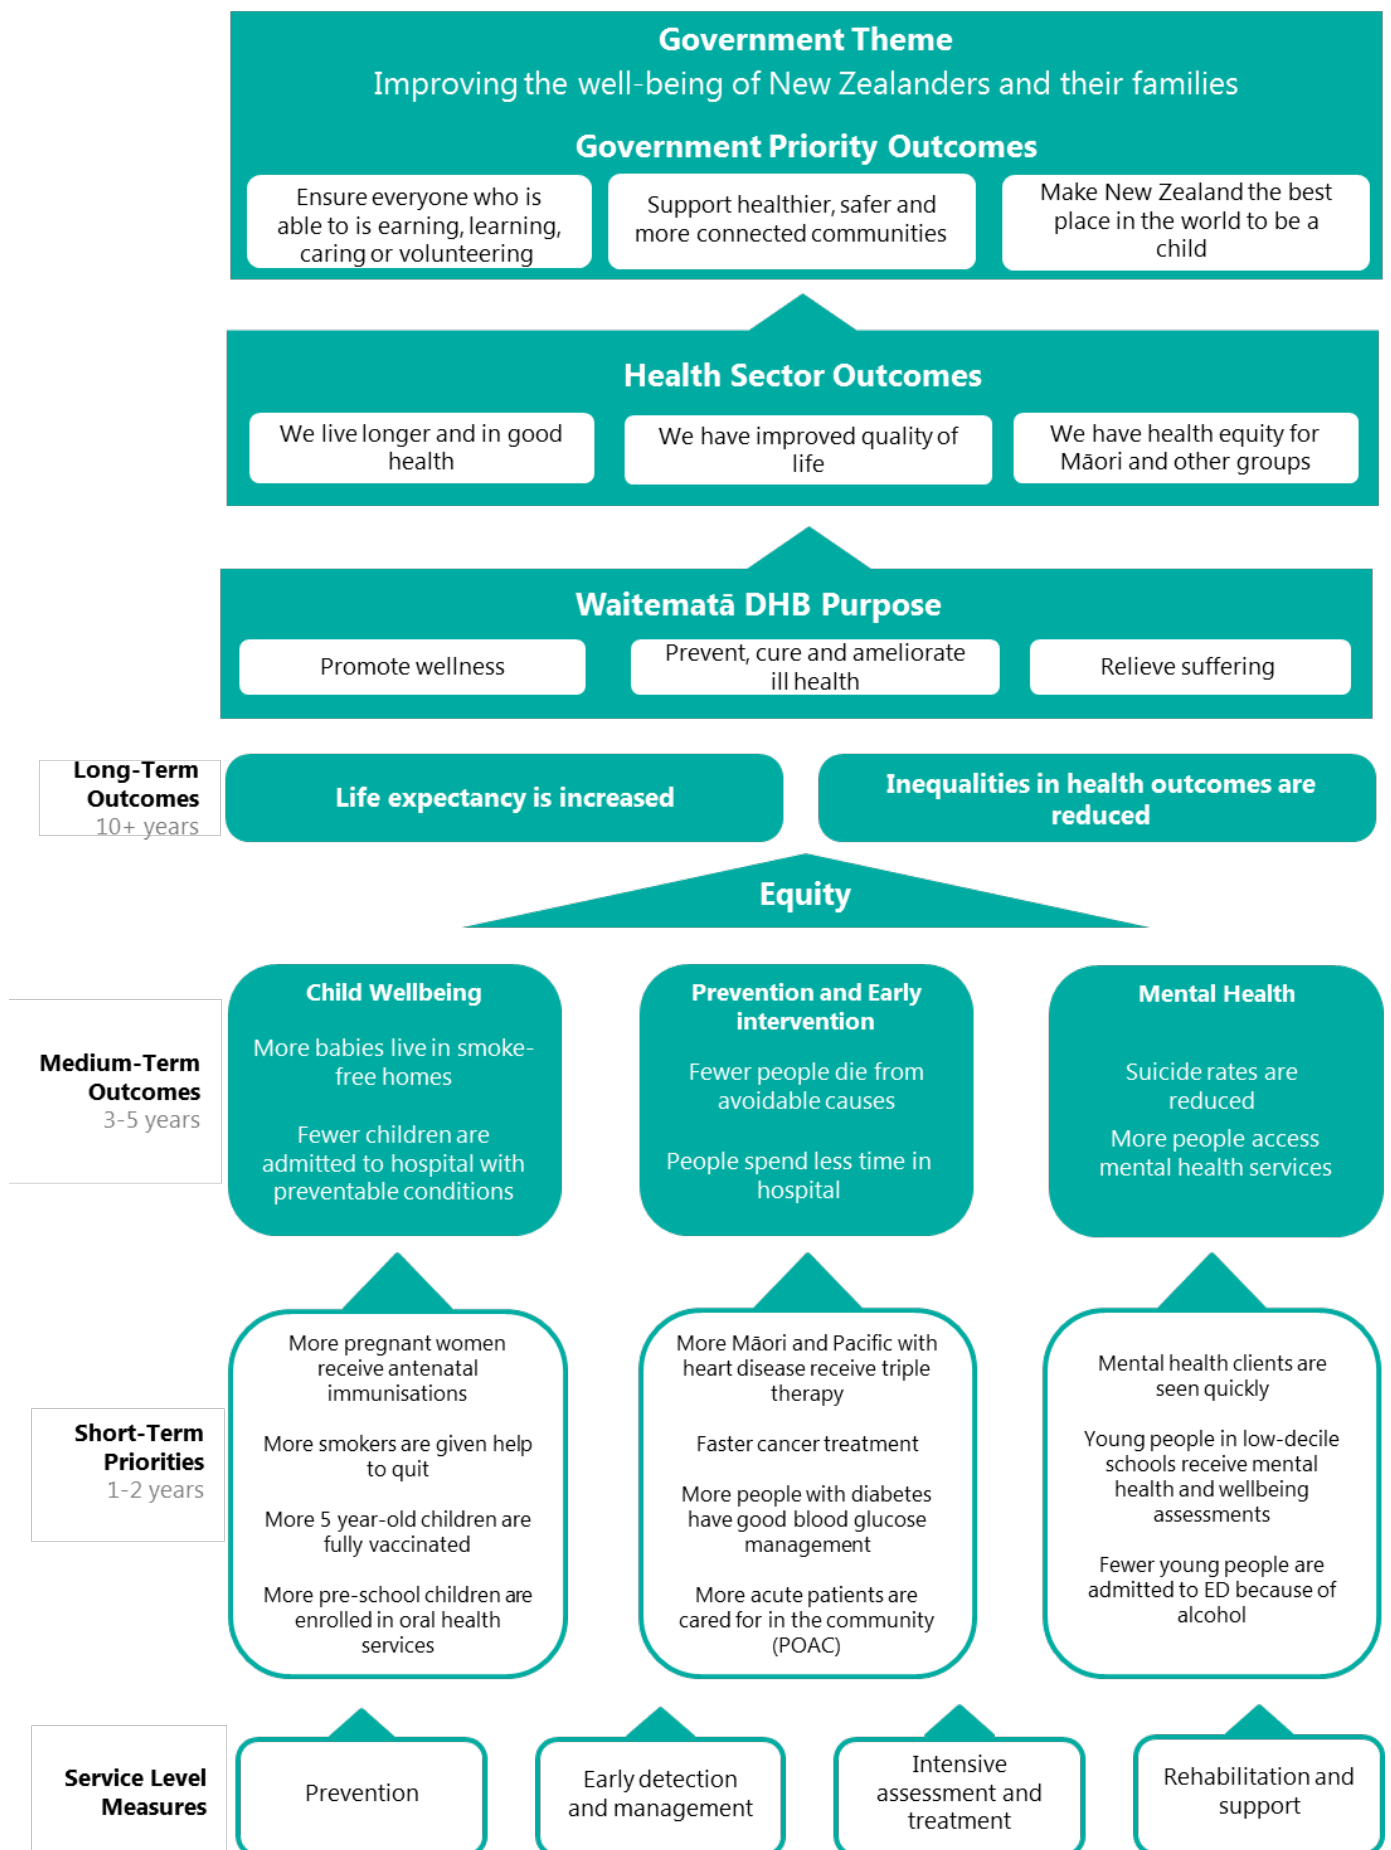 Government Theme
Improving the well-being of New Zealanders and their families
Government Priority Outcomes
Ensure everyone who is
able to is earning, learning,
caring or volunteering
Support healthier, safer and
more connected communities
Make New Zealand the best
place in the world to be a
child
Health Sector Outcomes
We live longer and in good
health
We have improved quality of
life
We have health equity for
Māori and other groups
Waitematā DHB Purpose
Promote wellness
Prevent, cure and ameliorate
ill health
Relieve suffering
Long-Term
Outcomes
10+ years
Life expectancy is increased
Inequalities in health outcomes are
reduced
Equity
Medium-Term
Outcomes
3-5 years
Child Wellbeing
More babies live in smoke-
free homes
Fewer children are
admitted to hospital with
preventable conditions
Prevention and Early
intervention
Fewer people die from
avoidable causes
People spend less time in
hospital
Mental Health
Suicide rates are
reduced
More people access
mental health services
Short-Term
Priorities
1-2 years
More pregnant women
receive antenatal
immunisations
More smokers are given help
to quit
More 5 year-old children are
fully vaccinated
More pre-school children are
enrolled in oral health
services
More Māori and Pacific with
heart disease receive triple
therapy
Faster cancer treatment
More people with diabetes
have good blood glucose
management
More acute patients are
cared for in the community
(POAC)
Mental health clients are
seen quickly
Young people in low-decile
schools receive mental
health and wellbeing
assessments
Fewer young people are
admitted to ED because of
alcohol
Service Level
Measures
Prevention
Early detection
and management
Intensive
assessment and
treatment
Rehabilitation and
support